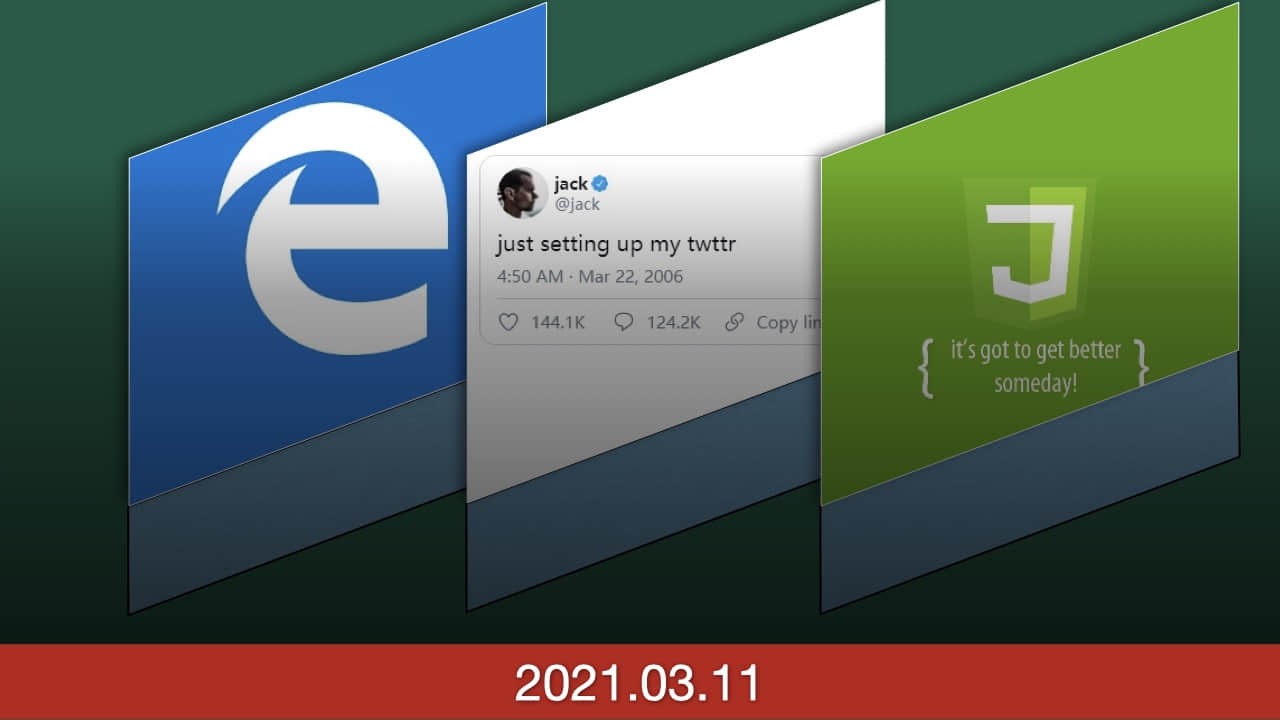 jack
@jack
just setting up my twttr
4:50 AM · Mar 22, 2006
144.1K 124.2K Copy lin
J
{ it's got to get better
someday! }
2021.03.11